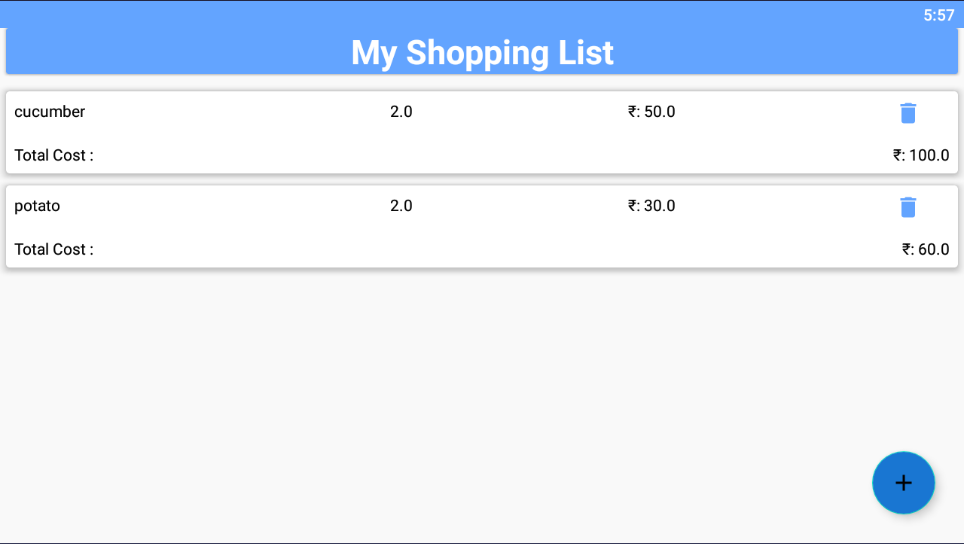 5:57
My Shopping List
cucumber 2.0 ₹: 50.0
Total Cost : ₹: 100.0
potato 2.0 ₹: 30.0
Total Cost : ₹: 60.0
+